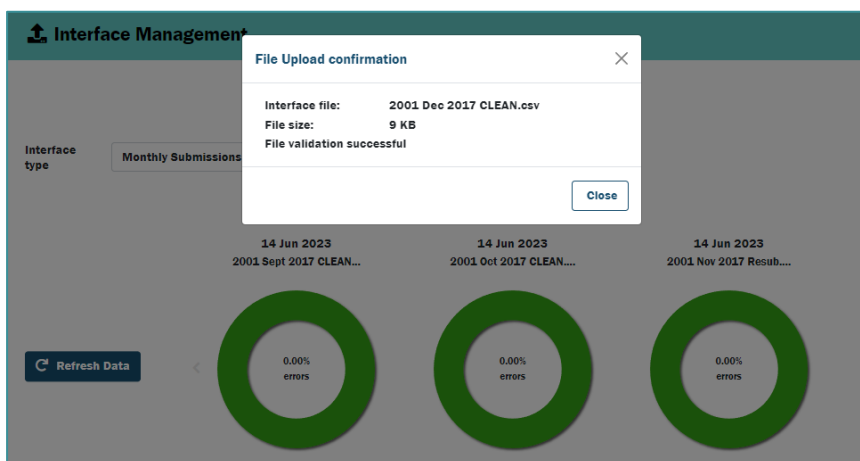 Interface Management
File Upload confirmation
Interface file: 2001 Dec 2017 CLEAN.csv
File size: 9 KB
File validation successful
Close
Interface
type
Monthly Submissions
14 Jun 2023
2001 Sept 2017 CLEAN...
14 Jun 2023
2001 Oct 2017 CLEAN....
14 Jun 2023
2001 Nov 2017 Resub....
Refresh Data
0.00%
errors
0.00%
errors
0.00%
errors